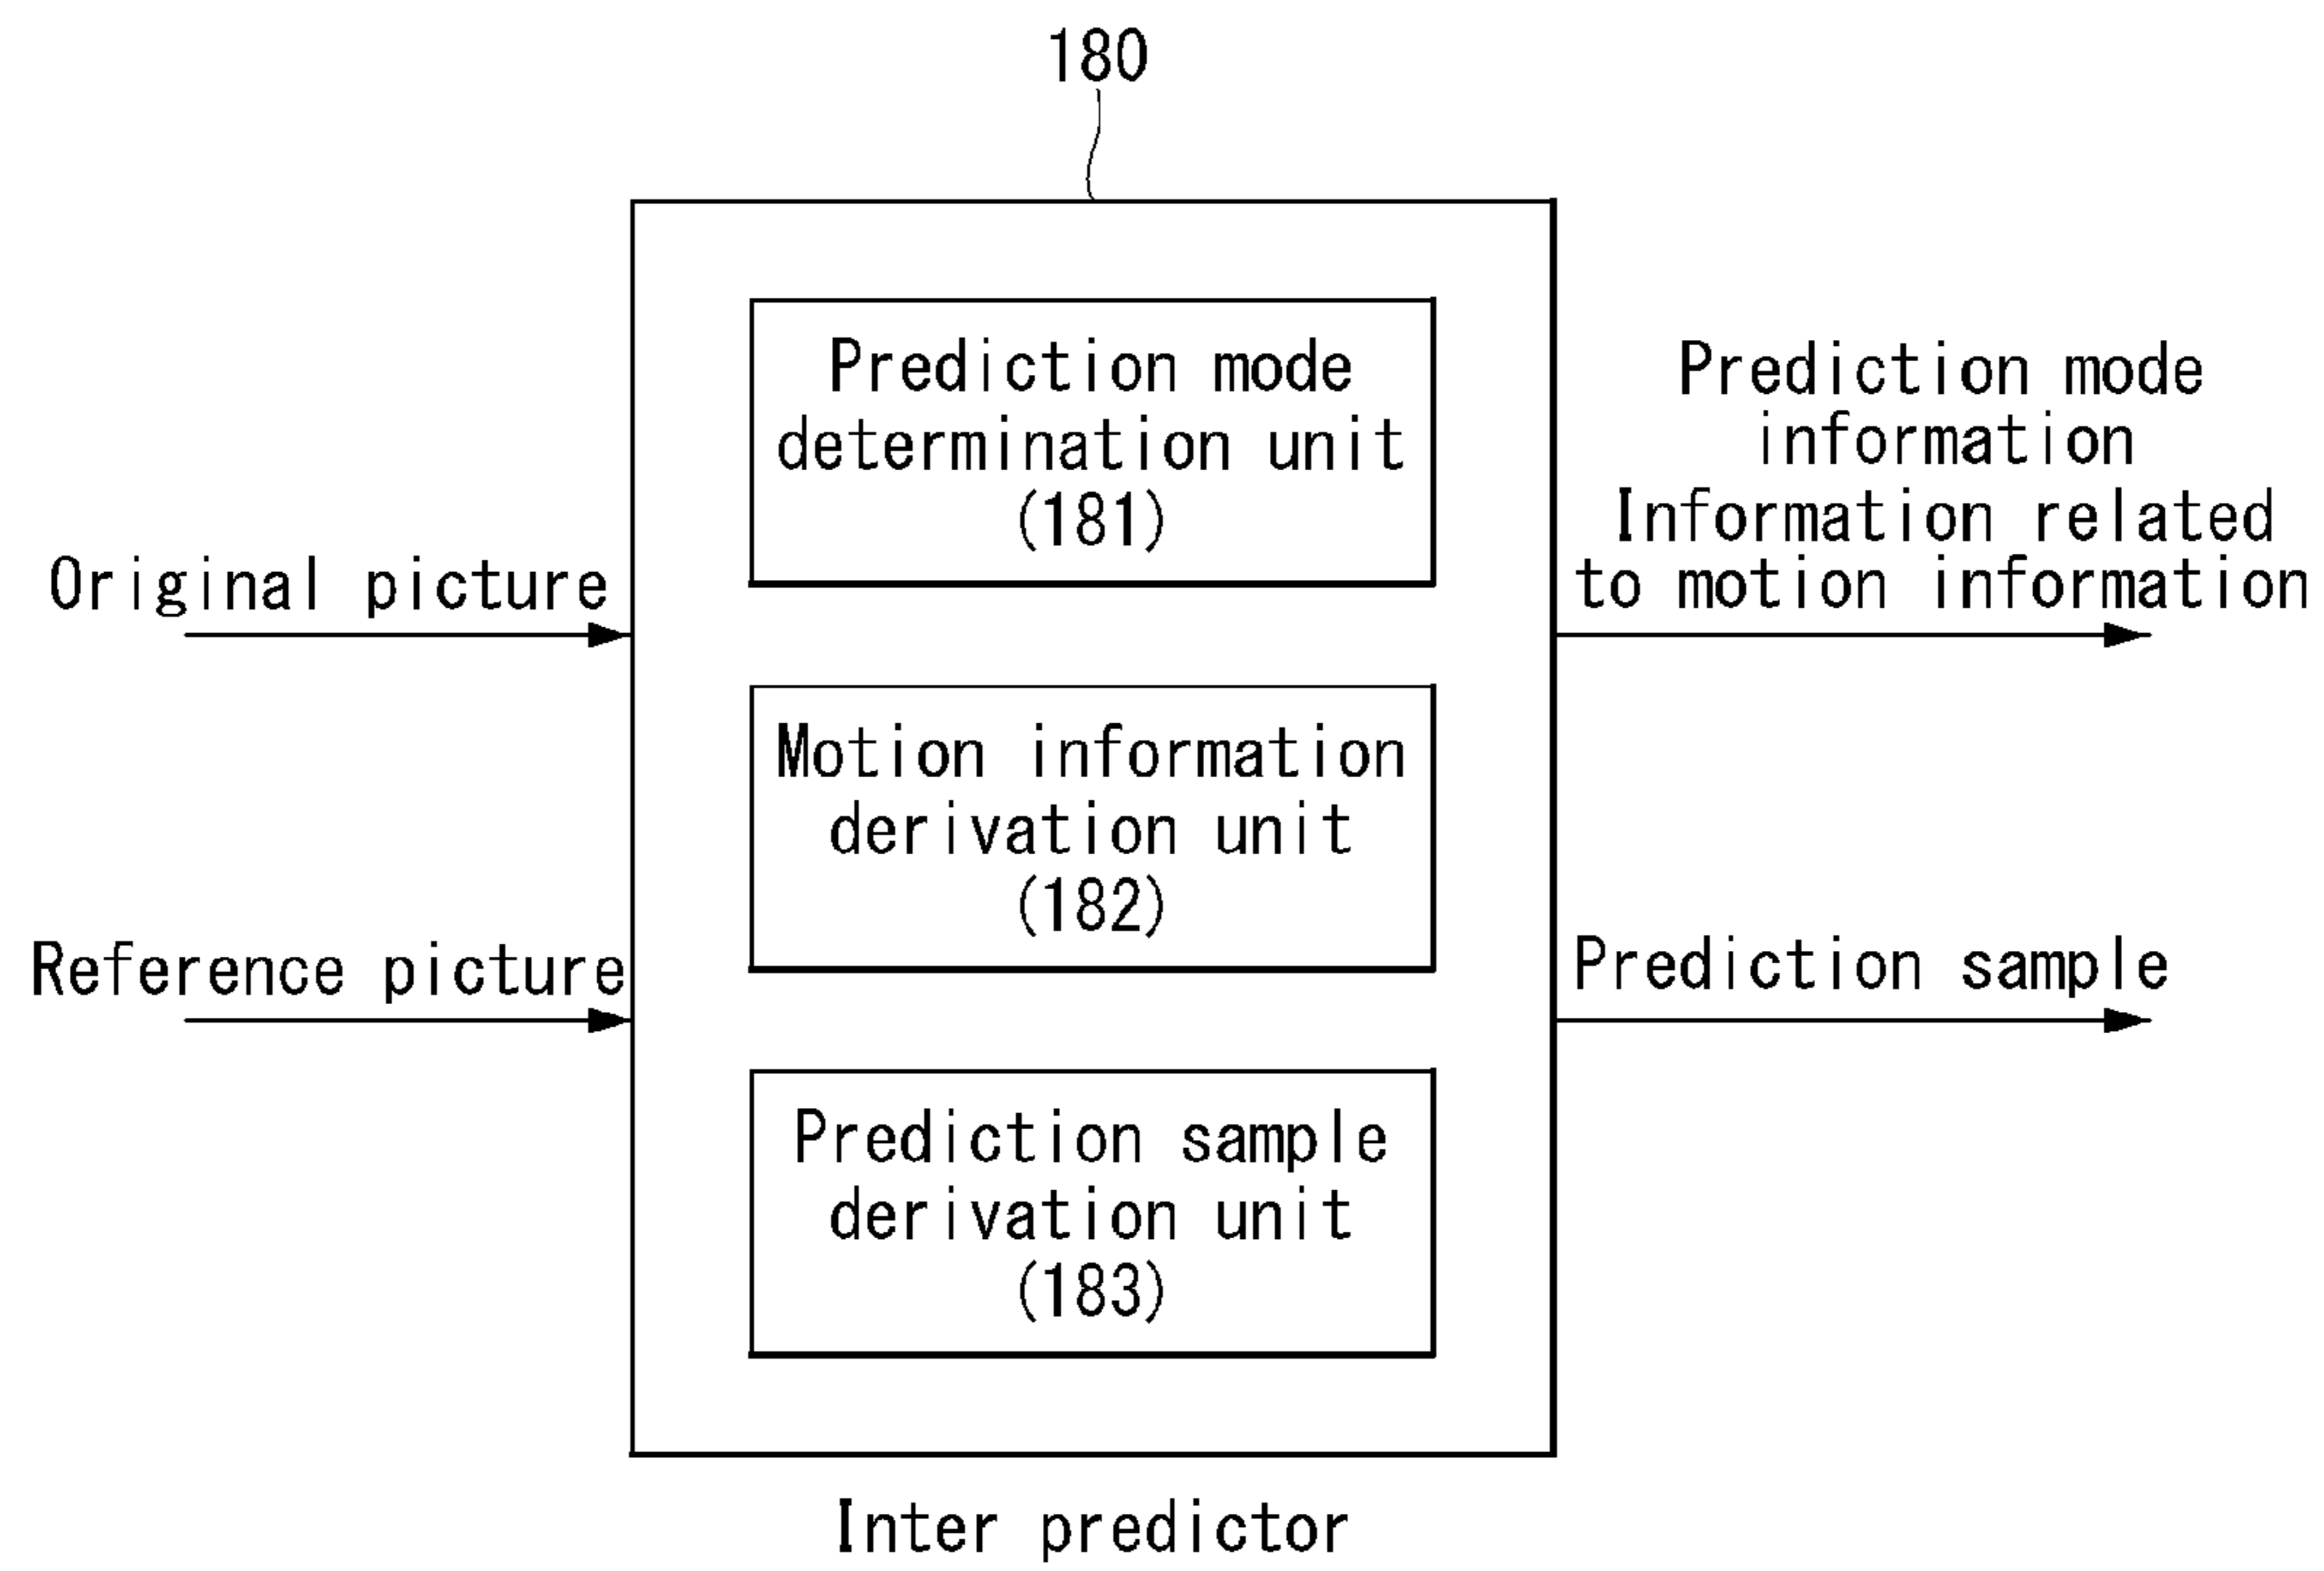 180
Prediction mode
determination unit
(181)
Original picture
Prediction mode
information
Information related
to motion information
Motion information
derivation unit
(182)
Reference picture
Prediction sample
Prediction sample
derivation unit
(183)
Inter predictor